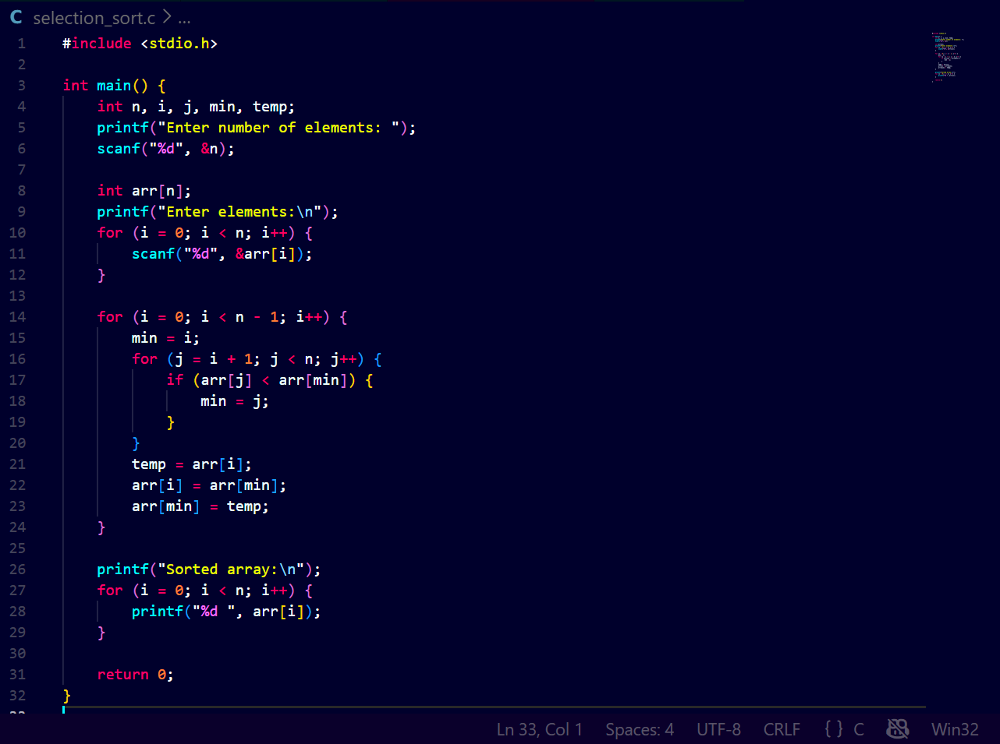 C selection_sort.c > ...
1 #include <stdio.h>
2
3 int main() {
4     int n, i, j, min, temp;
5     printf("Enter number of elements: ");
6     scanf("%d", &n);
7
8     int arr[n];
9     printf("Enter elements:\n");
10     for (i = 0; i < n; i++) {
11         scanf("%d", &arr[i]);
12     }
13
14     for (i = 0; i < n - 1; i++) {
15         min = i;
16         for (j = i + 1; j < n; j++) {
17             if (arr[j] < arr[min]) {
18                 min = j;
19             }
20         }
21         temp = arr[i];
22         arr[i] = arr[min];
23         arr[min] = temp;
24     }
25
26     printf("Sorted array:\n");
27     for (i = 0; i < n; i++) {
28         printf("%d ", arr[i]);
29     }
30
31     return 0;
32 }
33
Ln 33, Col 1 Spaces: 4 UTF-8 CRLF { } C Win32